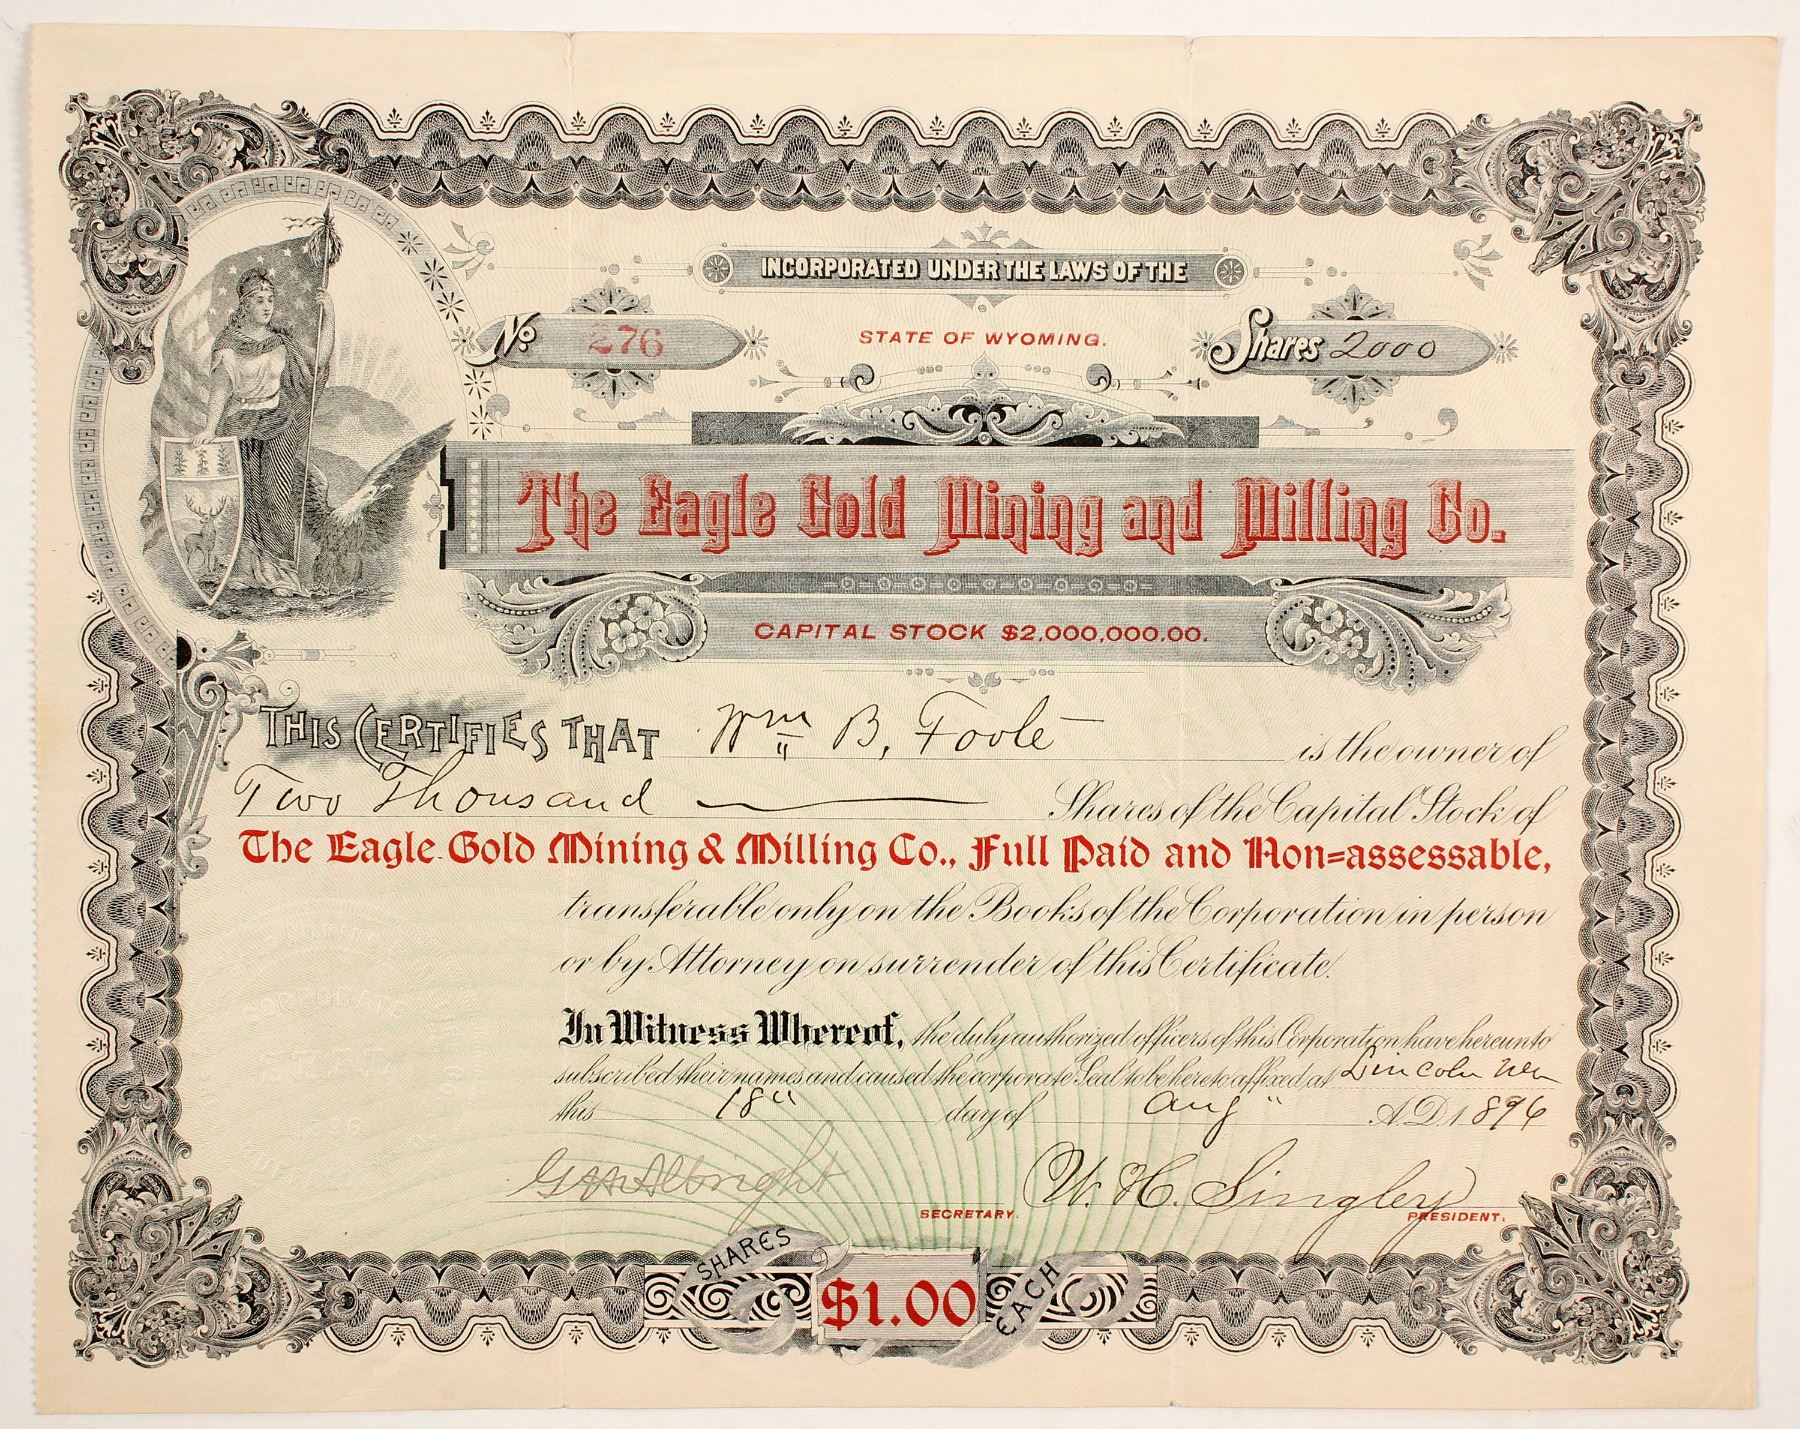 INCORPORATED UNDER THE LAWS OF THE
STATE OF WYOMING.
No. 276
Shares 2000
The Eagle Gold Mining and Milling Co.
CAPITAL STOCK $2,000,000.00.
THIS CERTIFIES THAT Wm B. Foote is the owner of
Two Thousand Shares of the Capital Stock of
The Eagle Gold Mining & Milling Co., Full Paid and Non=assessable,
transferable only on the Books of the Corporation in person
or by Attorney on surrender of this Certificate.
In Witness Whereof, the duly authorized officers of this Corporation have hereunto
subscribed their names and caused the corporate Seal to be hereto affixed at Lincoln Neb
this 18" day of Aug" A.D. 1896
Albright SECRETARY. W. H. Singley PRESIDENT.
SHARES $1.00 EACH
CORPORATE